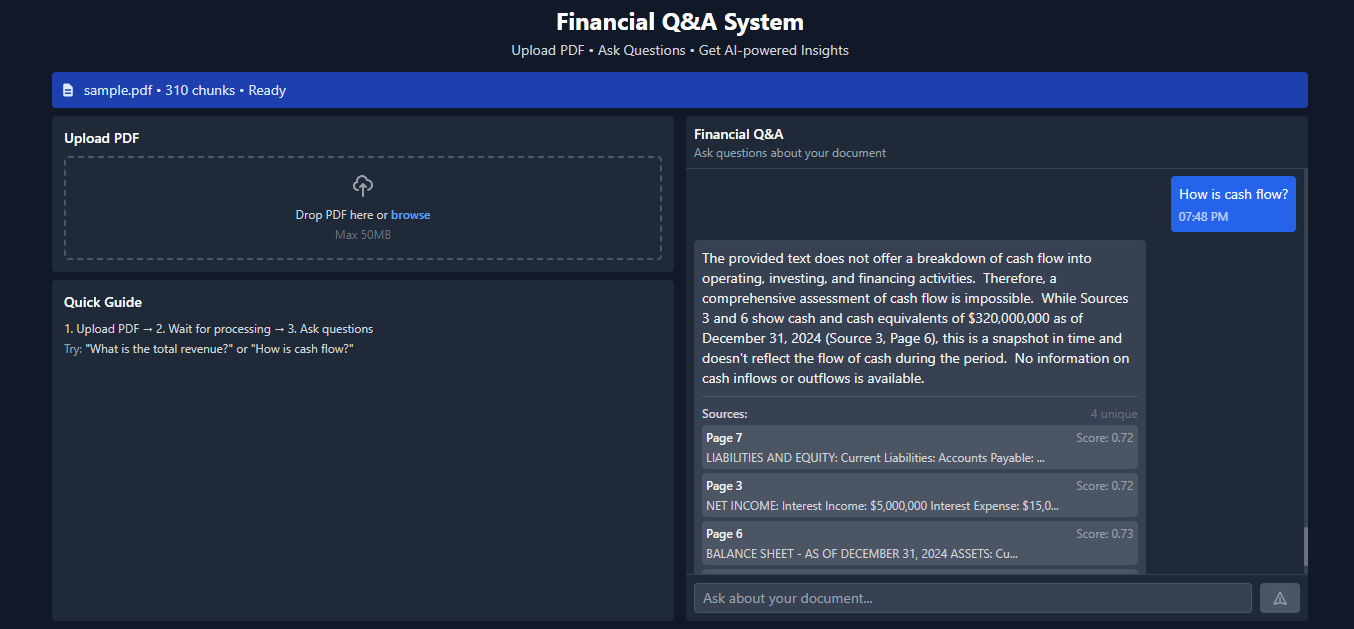 Financial Q&A System
Upload PDF • Ask Questions • Get AI-powered Insights
sample.pdf • 310 chunks • Ready
Upload PDF
Drop PDF here or browse
Max 50MB
Quick Guide
1. Upload PDF → 2. Wait for processing → 3. Ask questions
Try: "What is the total revenue?" or "How is cash flow?"
Financial Q&A
Ask questions about your document
How is cash flow?
07:48 PM
The provided text does not offer a breakdown of cash flow into
operating, investing, and financing activities.  Therefore, a
comprehensive assessment of cash flow is impossible.  While Sources
3 and 6 show cash and cash equivalents of $320,000,000 as of
December 31, 2024 (Source 3, Page 6), this is a snapshot in time and
doesn't reflect the flow of cash during the period.  No information on
cash inflows or outflows is available.
Sources: 4 unique
Page 7 Score: 0.72
LIABILITIES AND EQUITY: Current Liabilities: Accounts Payable: ...
Page 3 Score: 0.72
NET INCOME: Interest Income: $5,000,000 Interest Expense: $15,0...
Page 6 Score: 0.73
BALANCE SHEET - AS OF DECEMBER 31, 2024 ASSETS: Cu...
Ask about your document...